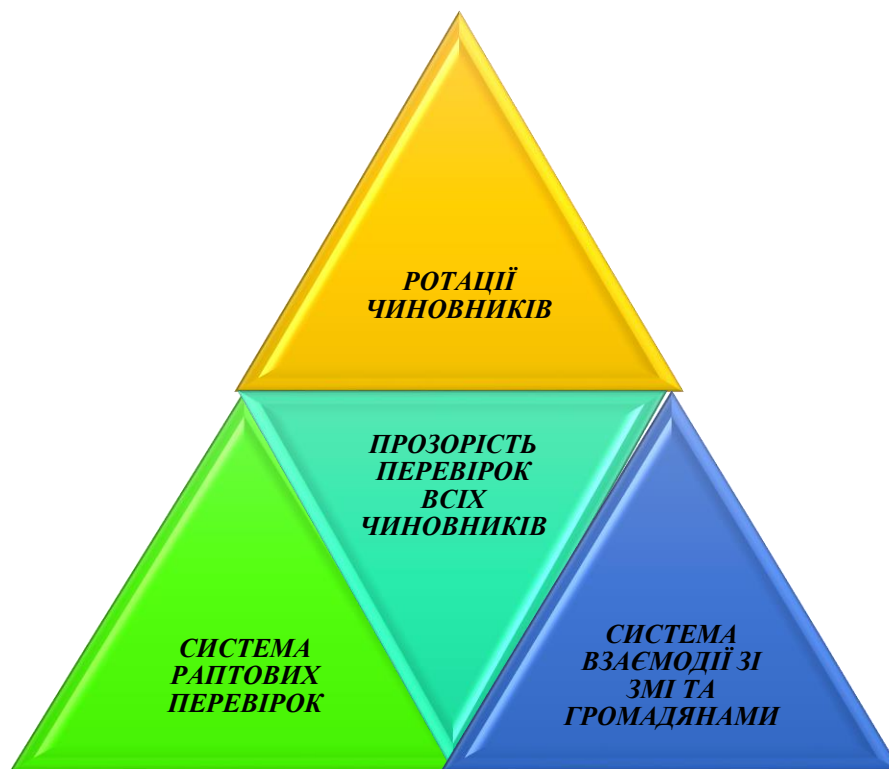 РОТАЦІЇ
ЧИНОВНИКІВ
ПРОЗОРІСТЬ
ПЕРЕВІРОК
ВСІХ
ЧИНОВНИКІВ
СИСТЕМА
РАПТОВИХ
ПЕРЕВІРОК
СИСТЕМА
ВЗАЄМОДІЇ ЗІ
ЗМІ ТА
ГРОМАДЯНАМИ